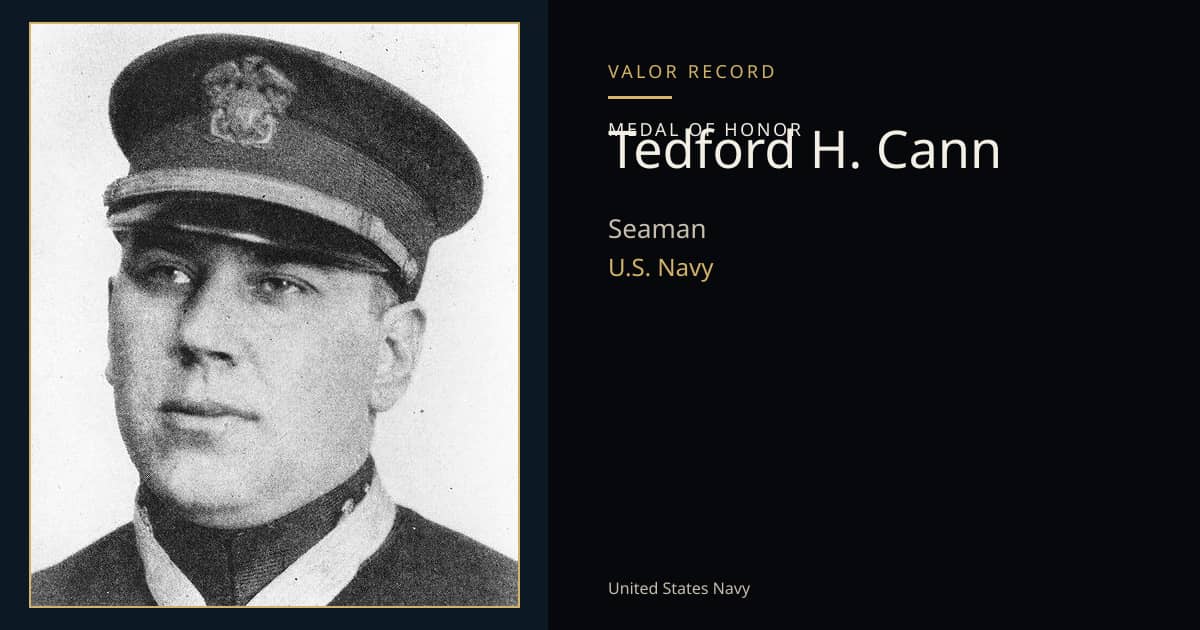 VALOR RECORD
MEDAL OF HONOR
Tedford H. Cann
Seaman
U.S. Navy
United States Navy